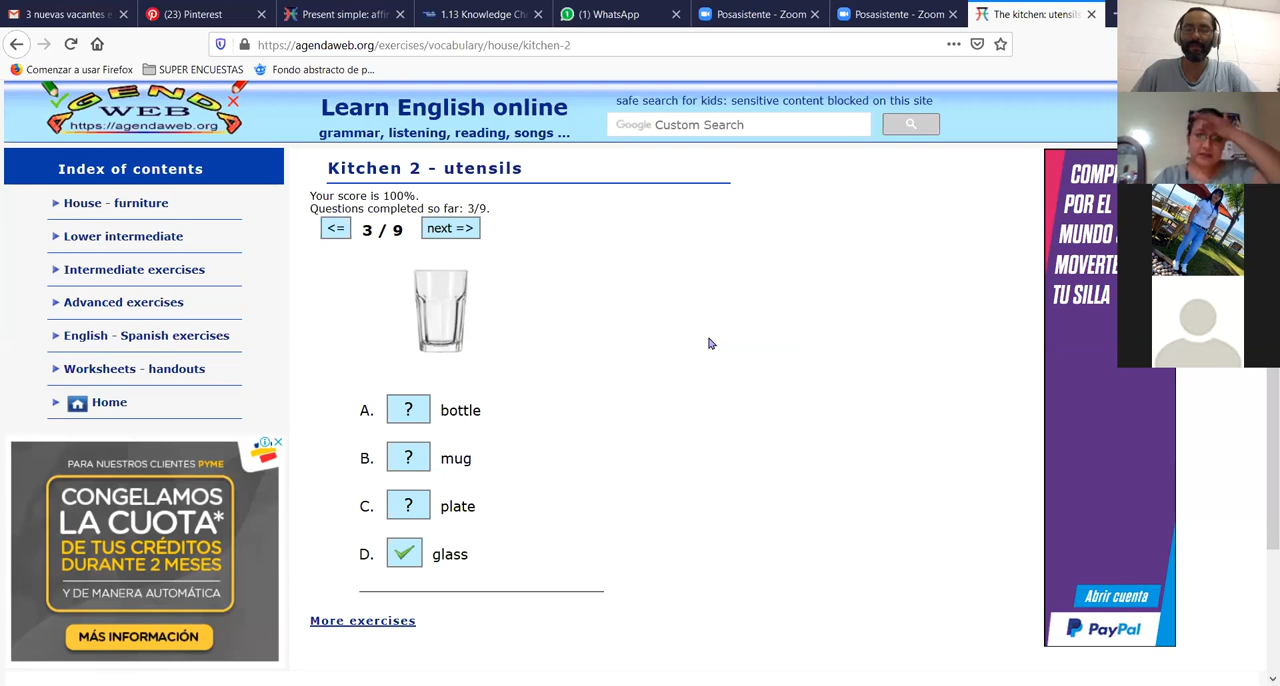 3 nuevas vacantes e
(23) Pinterest
Present simple: affi
1.13 Knowledge Ch
(1) WhatsApp
Posasistente - Zoom
Posasistente - Zoom
The kitchen: utensils
https://agendaweb.org/exercises/vocabulary/house/kitchen-2
Comenzar a usar Firefox
SUPER ENCUESTAS
Fondo abstracto de p...
WEB
https://agendaweb.org
Learn English online
grammar, listening, reading, songs ...
safe search for kids: sensitive content blocked on this site
Google Custom Search
Index of contents
House - furniture
Lower intermediate
Intermediate exercises
Advanced exercises
English - Spanish exercises
Worksheets - handouts
Home
PARA NUESTROS CLIENTES PYME
CONGELAMOS
LA CUOTA*
DE TUS CRÉDITOS
DURANTE 2 MESES
Y DE MANERA AUTOMÁTICA
MÁS INFORMACIÓN
Kitchen 2 - utensils
Your score is 100%.
Questions completed so far: 3/9.
<= 3 / 9 next =>
A. ? bottle
B. ? mug
C. ? plate
D. glass
More exercises
COMP
POR EL
MUNDO
MOVERTE
TU SILLA
Abrir cuenta
PayPal